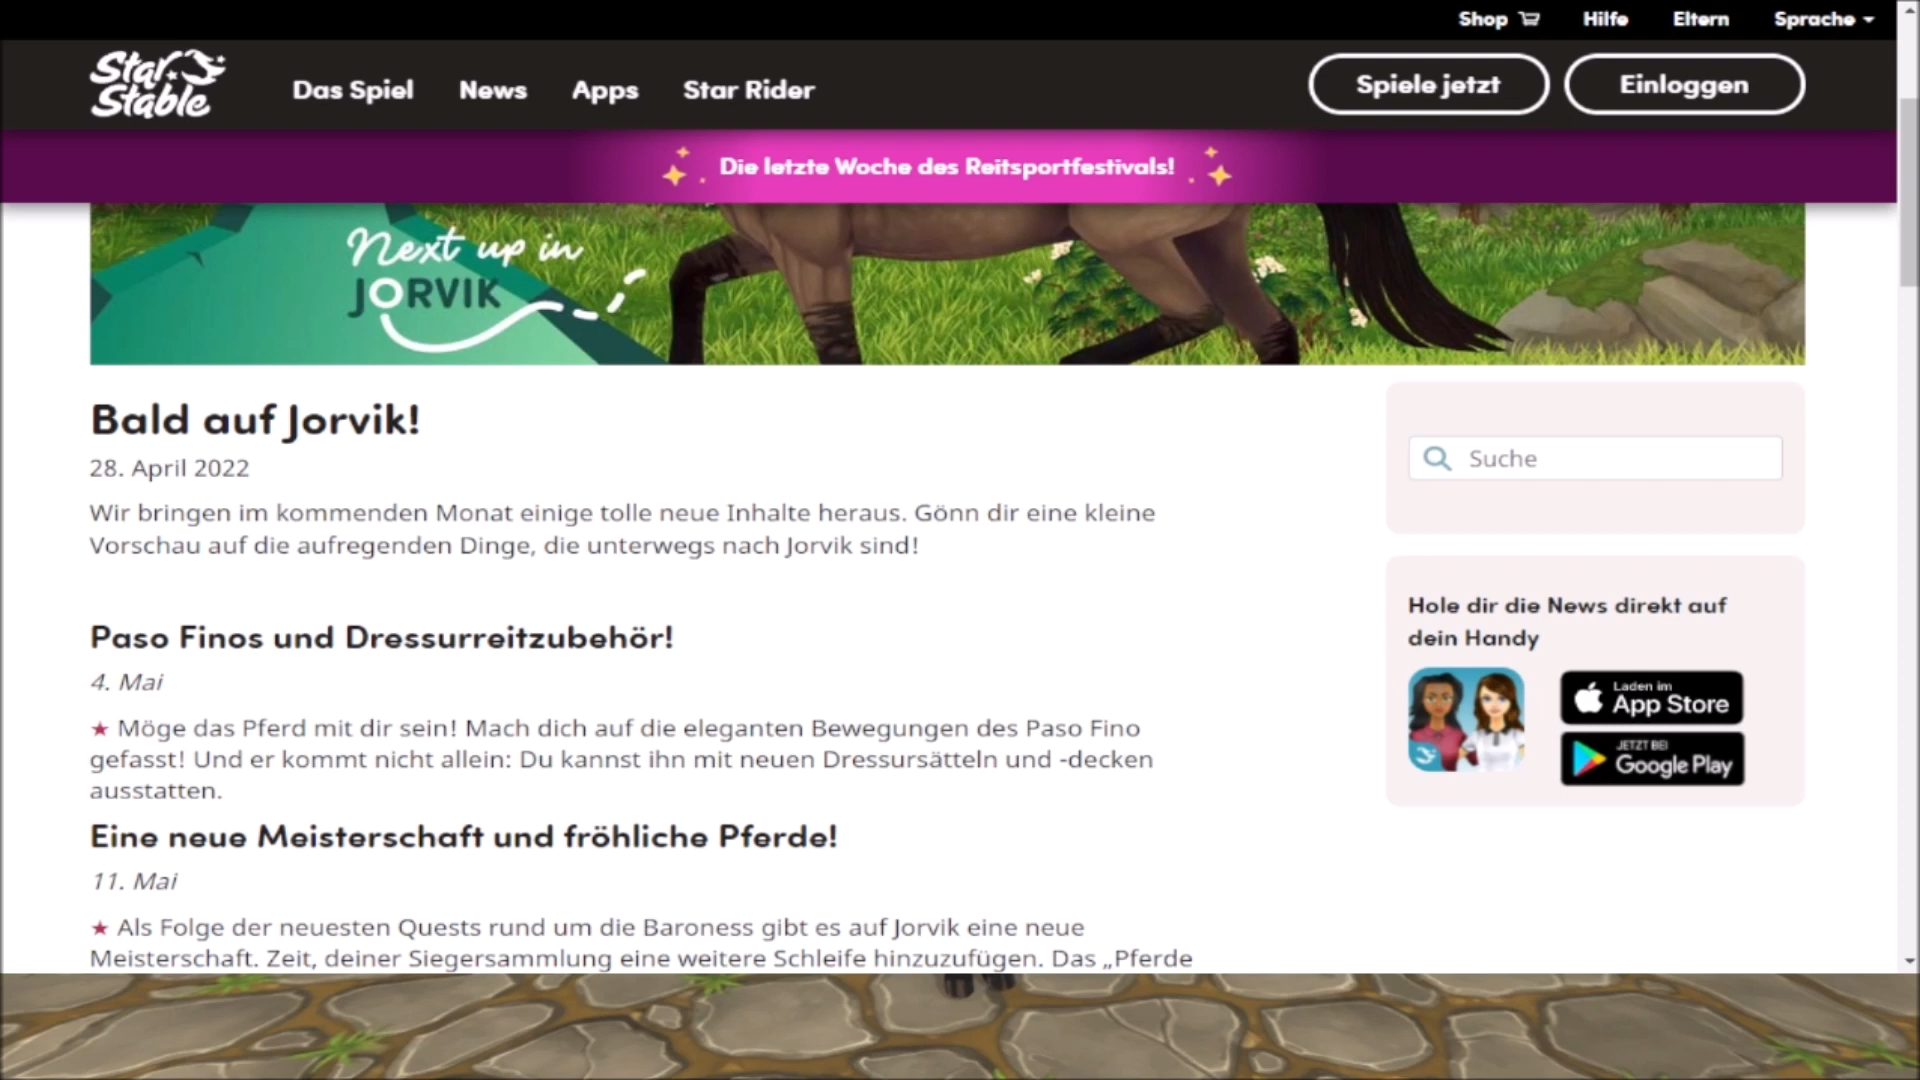 Shop
Hilfe
Eltern
Sprache
Star Stable
Das Spiel
News
Apps
Star Rider
Spiele jetzt
Einloggen
Die letzte Woche des Reitsportfestivals!
Next up in
JORVIK
Bald auf Jorvik!
28. April 2022
Wir bringen im kommenden Monat einige tolle neue Inhalte heraus. Gönn dir eine kleine
Vorschau auf die aufregenden Dinge, die unterwegs nach Jorvik sind!
Paso Finos und Dressurreitzubehör!
4. Mai
★ Möge das Pferd mit dir sein! Mach dich auf die eleganten Bewegungen des Paso Fino
gefasst! Und er kommt nicht allein: Du kannst ihn mit neuen Dressursätteln und -decken
ausstatten.
Eine neue Meisterschaft und fröhliche Pferde!
11. Mai
★ Als Folge der neuesten Quests rund um die Baroness gibt es auf Jorvik eine neue
Meisterschaft. Zeit, deiner Siegersammlung eine weitere Schleife hinzuzufügen. Das „Pferde
Suche
Hole dir die News direkt auf
dein Handy
Laden im
App Store
JETZT BEI
Google Play